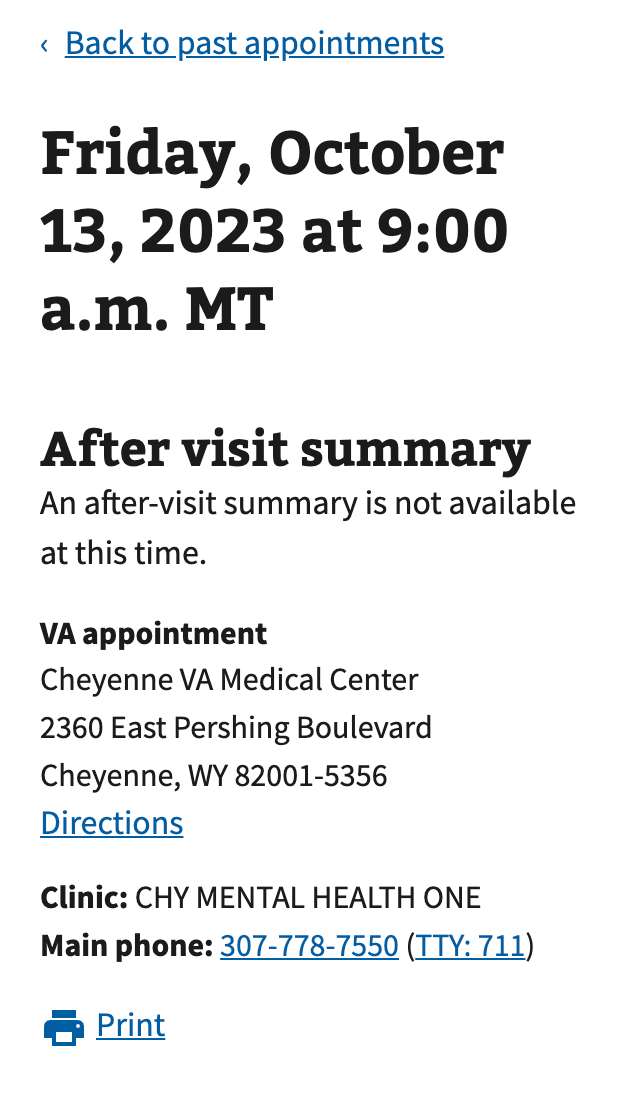 ‹ Back to past appointments
Friday, October
13, 2023 at 9:00
a.m. MT
After visit summary
An after-visit summary is not available
at this time.
VA appointment
Cheyenne VA Medical Center
2360 East Pershing Boulevard
Cheyenne, WY 82001-5356
Directions
Clinic: CHY MENTAL HEALTH ONE
Main phone: 307-778-7550 (TTY: 711)
Print